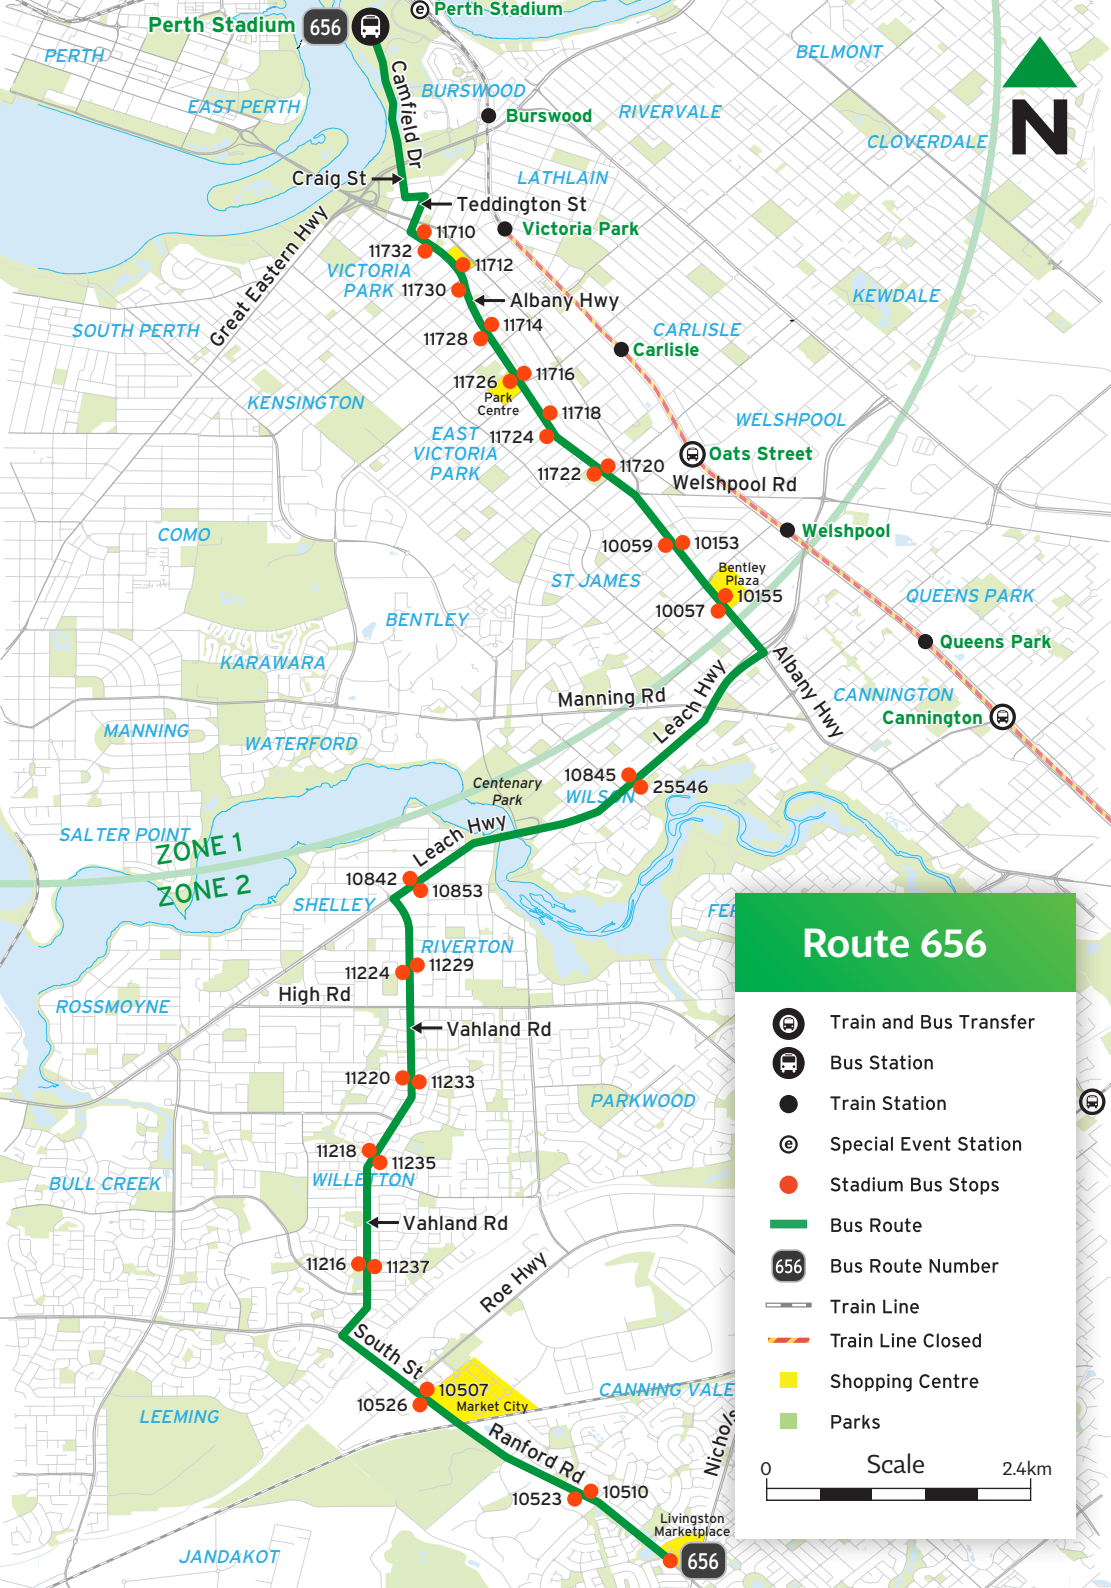 Perth Stadium
656
Perth Stadium
PERTH
BELMONT
EAST PERTH
BURSWOOD
Burswood
RIVERVALE
Camfield Dr
CLOVERDALE
N
Craig St
LATHLAIN
Teddington St
Victoria Park
11710
11732
11712
VICTORIA
PARK
11730
Albany Hwy
Great Eastern Hwy
SOUTH PERTH
KEWDALE
11714
11728
CARLISLE
Carlisle
11716
11726
Park
Centre
KENSINGTON
11718
WELSHPOOL
EAST
VICTORIA
PARK
11724
11720
11722
Oats Street
Welshpool Rd
COMO
Welshpool
10059
10153
Bentley
Plaza
ST JAMES
10155
10057
QUEENS PARK
BENTLEY
Queens Park
KARAWARA
Manning Rd
Leach Hwy
Albany Hwy
CANNINGTON
Cannington
MANNING
WATERFORD
10845
25546
Centenary
Park
WILSON
SALTER POINT
ZONE 1
ZONE 2
Leach Hwy
10842
10853
SHELLEY
FER
RIVERTON
11224
11229
High Rd
ROSSMOYNE
Vahland Rd
11220
11233
PARKWOOD
11218
11235
WILLETTON
BULL CREEK
Vahland Rd
11216
11237
Roe Hwy
South St
10507
Market City
10526
CANNING VALE
LEEMING
Ranford Rd
Nichols
10510
10523
Livingston
Marketplace
656
JANDAKOT
Route 656
Train and Bus Transfer
Bus Station
Train Station
e Special Event Station
Stadium Bus Stops
Bus Route
656 Bus Route Number
Train Line
Train Line Closed
Shopping Centre
Parks
Scale
0 2.4km